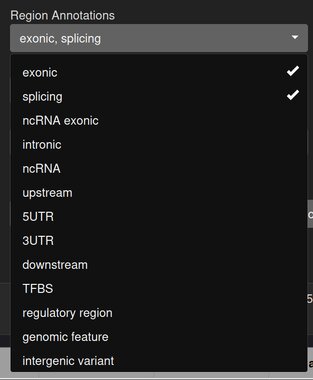 Region Annotations
exonic, splicing
exonic
splicing
ncRNA exonic
intronic
ncRNA
upstream
5UTR
3UTR
downstream
TFBS
regulatory region
genomic feature
intergenic variant